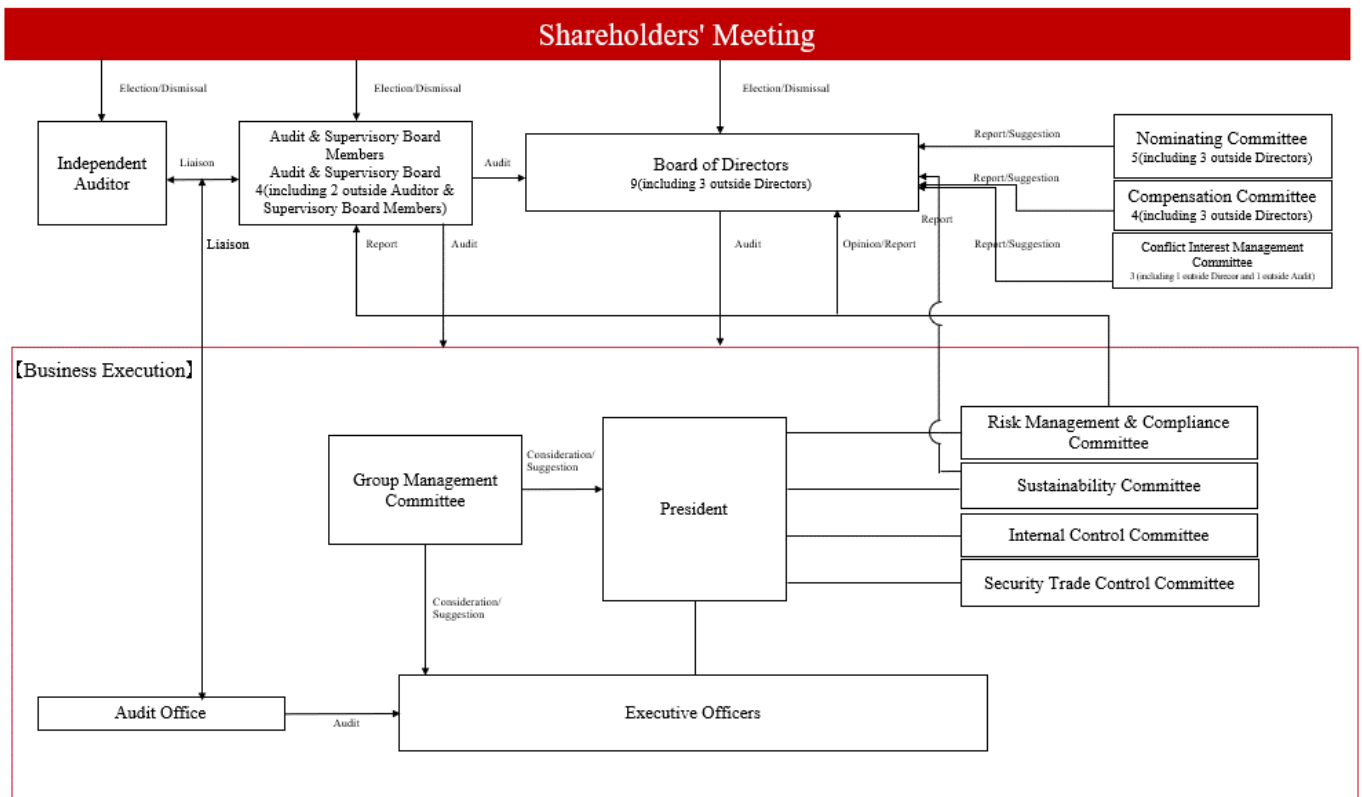 Shareholders' Meeting
Election/Dismissal
Election/Dismissal
Election/Dismissal
Independent
Auditor
Liaison
Audit & Supervisory Board
Members
Audit & Supervisory Board
4(including 2 outside Auditor &
Supervisory Board Members)
Audit
Board of Directors
9(including 3 outside Directors)
Report/Suggestion
Nominating Committee
5(including 3 outside Directors)
Report/Suggestion
Compensation Committee
4(including 3 outside Directors)
Report
Liaison
Report
Audit
Audit
Opinion/Report
Report/Suggestion
Conflict Interest Management
Committee
3 (including 1 outside Direcor and 1 outside Audit)
【Business Execution】
Group Management
Committee
Consideration/
Suggestion
President
Risk Management & Compliance
Committee
Sustainability Committee
Internal Control Committee
Security Trade Control Committee
Consideration/
Suggestion
Audit Office
Audit
Executive Officers